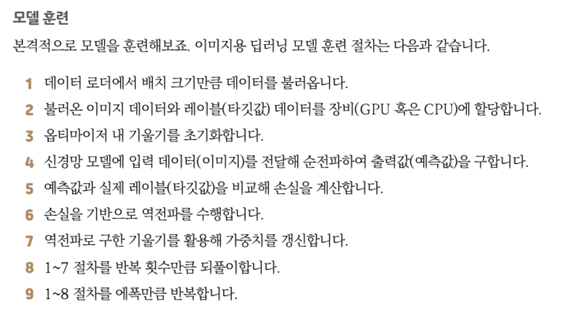 모델 훈련
본격적으로 모델을 훈련해보죠. 이미지용 딥러닝 모델 훈련 절차는 다음과 같습니다.
1 데이터 로더에서 배치 크기만큼 데이터를 불러옵니다.
2 불러온 이미지 데이터와 레이블(타깃값) 데이터를 장비(GPU 혹은 CPU)에 할당합니다.
3 옵티마이저 내 기울기를 초기화합니다.
4 신경망 모델에 입력 데이터(이미지)를 전달해 순전파하여 출력값(예측값)을 구합니다.
5 예측값과 실제 레이블(타깃값)을 비교해 손실을 계산합니다.
6 손실을 기반으로 역전파를 수행합니다.
7 역전파로 구한 기울기를 활용해 가중치를 갱신합니다.
8 1~7 절차를 반복 횟수만큼 되풀이합니다.
9 1~8 절차를 에폭만큼 반복합니다.